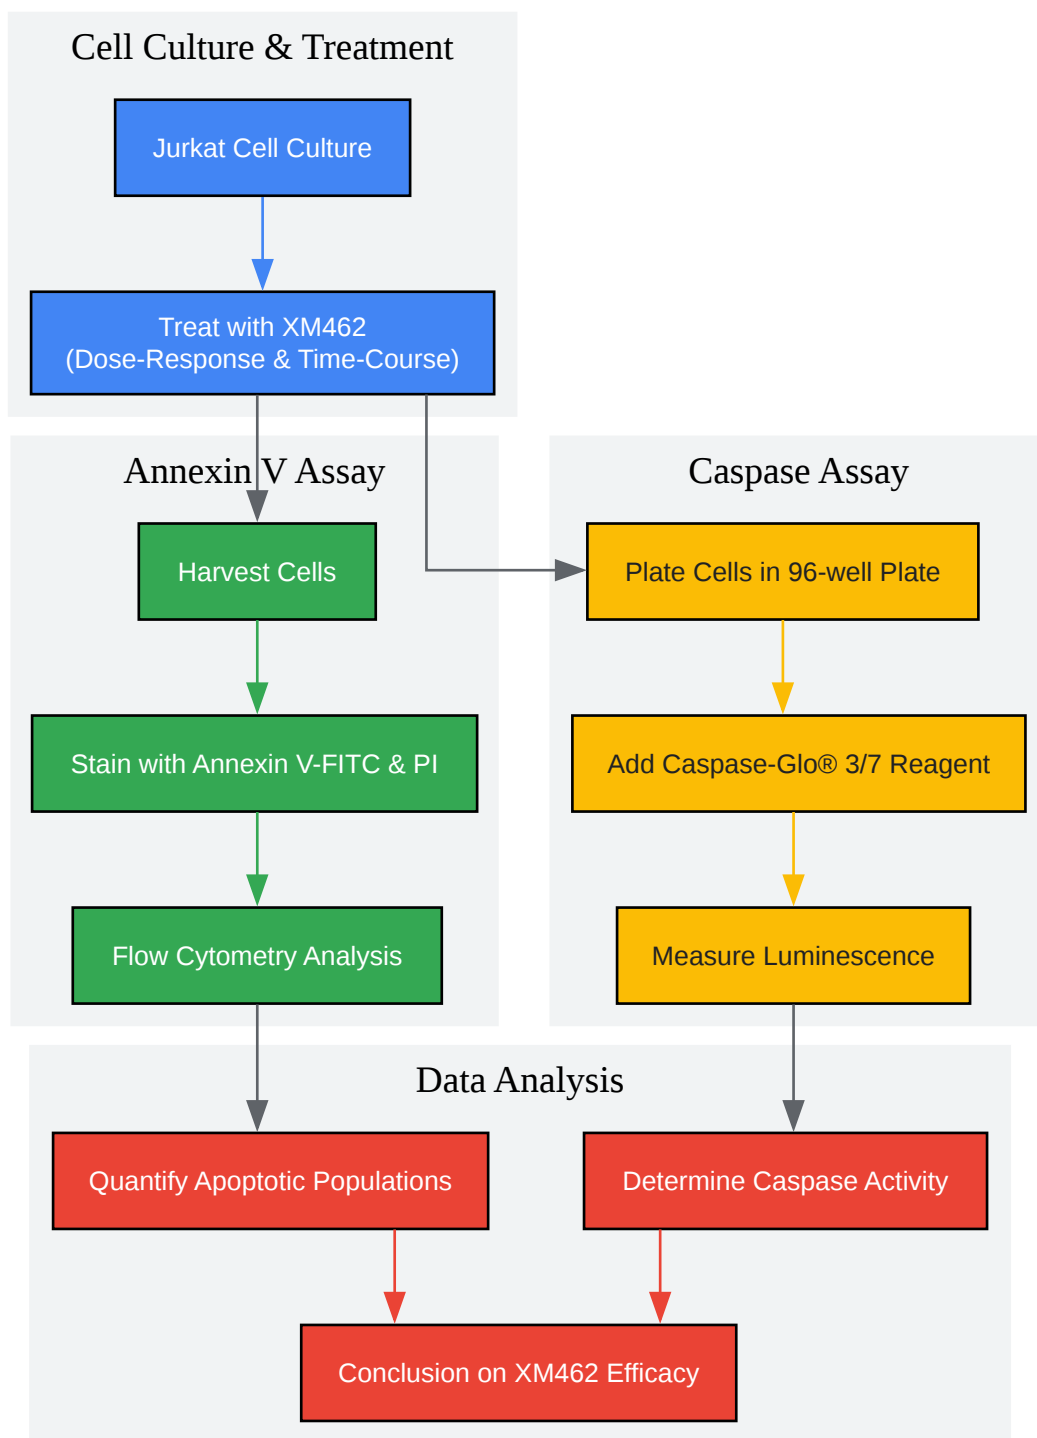 Cell Culture & Treatment
Jurkat Cell Culture
Treat with XM462
(Dose-Response & Time-Course)
Annexin V Assay
Harvest Cells
Stain with Annexin V-FITC & PI
Flow Cytometry Analysis
Caspase Assay
Plate Cells in 96-well Plate
Add Caspase-Glo® 3/7 Reagent
Measure Luminescence
Data Analysis
Quantify Apoptotic Populations
Determine Caspase Activity
Conclusion on XM462 Efficacy